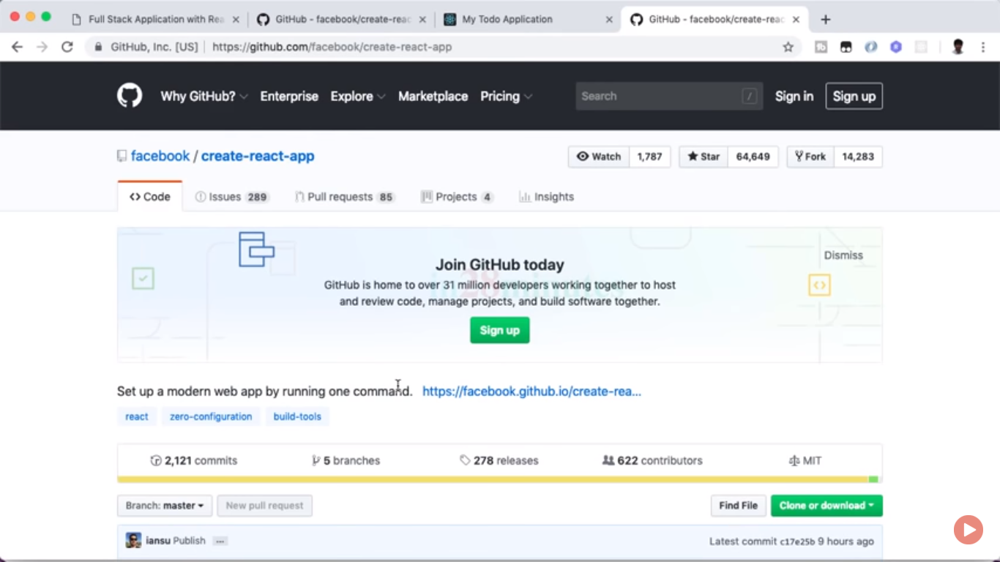 Full Stack Application with Rea
GitHub - facebook/create-reac
My Todo Application
GitHub - facebook/create-reac
GitHub, Inc. [US] https://github.com/facebook/create-react-app
Why GitHub? Enterprise Explore Marketplace Pricing Search / Sign in Sign up
facebook / create-react-app
Watch 1,787 Star 64,649 Fork 14,283
Code Issues 289 Pull requests 85 Projects 4 Insights
Dismiss
Join GitHub today
GitHub is home to over 31 million developers working together to host
and review code, manage projects, and build software together.
in28minutes
Sign up
Set up a modern web app by running one command. https://facebook.github.io/create-rea...
react zero-configuration build-tools
2,121 commits 5 branches 278 releases 622 contributors MIT
Branch: master New pull request Find File Clone or download
iansu Publish ... Latest commit c17e25b 9 hours ago